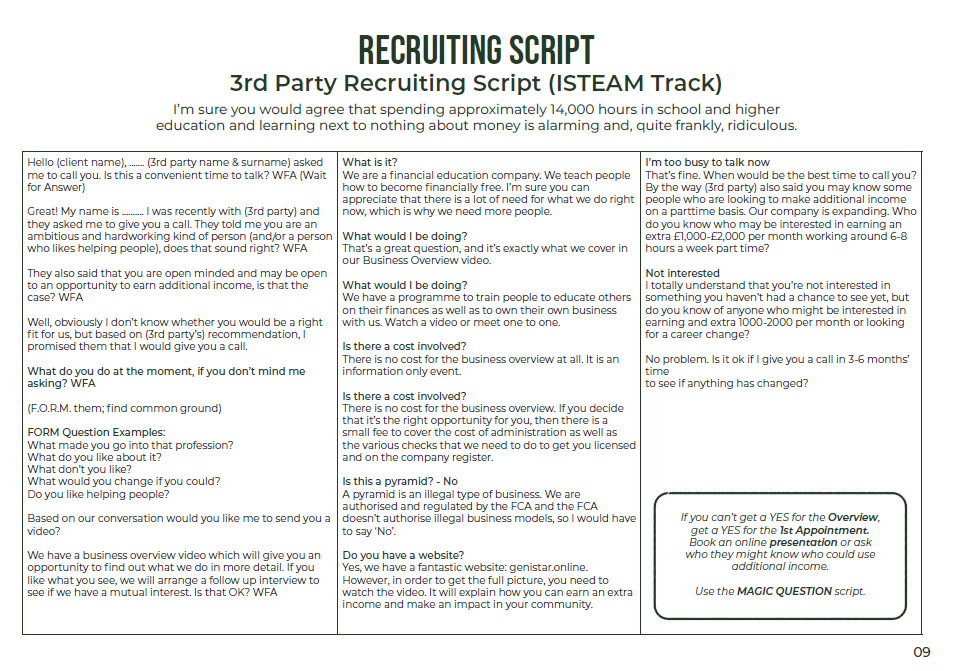 RECRUITING SCRIPT
3rd Party Recruiting Script (ISTEAM Track)
I'm sure you would agree that spending approximately 14,000 hours in school and higher
education and learning next to nothing about money is alarming and, quite frankly, ridiculous.
Hello (client name), ....... (3rd party name & surname) asked
me to call you. Is this a convenient time to talk? WFA (Wait
for Answer)
Great! My name is .......... I was recently with (3rd party) and
they asked me to give you a call. They told me you are an
ambitious and hardworking kind of person (and/or a person
who likes helping people), does that sound right? WFA
They also said that you are open minded and may be open
to an opportunity to earn additional income, is that the
case? WFA
Well, obviously I don't know whether you would be a right
fit for us, but based on (3rd party's) recommendation, I
promised them that I would give you a call.
What do you do at the moment, if you don't mind me
asking? WFA
(F.O.R.M. them; find common ground)
FORM Question Examples:
What made you go into that profession?
What do you like about it?
What don't you like?
What would you change if you could?
Do you like helping people?
Based on our conversation would you like me to send you a
video?
We have a business overview video which will give you an
opportunity to find out what we do in more detail. If you
like what you see, we will arrange a follow up interview to
see if we have a mutual interest. Is that OK? WFA
What is it?
We are a financial education company. We teach people
how to become financially free. I'm sure you can
appreciate that there is a lot of need for what we do right
now, which is why we need more people.
What would I be doing?
That's a great question, and it's exactly what we cover in
our Business Overview video.
What would I be doing?
We have a programme to train people to educate others
on their finances as well as to own their own business
with us. Watch a video or meet one to one.
Is there a cost involved?
There is no cost for the business overview at all. It is an
information only event.
Is there a cost involved?
There is no cost for the business overview. If you decide
that it's the right opportunity for you, then there is a
small fee to cover the cost of administration as well as
the various checks that we need to do to get you licensed
and on the company register.
Is this a pyramid? - No
A pyramid is an illegal type of business. We are
authorised and regulated by the FCA and the FCA
doesn't authorise illegal business models, so I would have
to say 'No'.
Do you have a website?
Yes, we have a fantastic website: genistar.online.
However, in order to get the full picture, you need to
watch the video. It will explain how you can earn an extra
income and make an impact in your community.
I'm too busy to talk now
That's fine. When would be the best time to call you?
By the way (3rd party) also said you may know some
people who are looking to make additional income
on a parttime basis. Our company is expanding. Who
do you know who may be interested in earning an
extra £1,000-£2,000 per month working around 6-8
hours a week part time?
Not interested
I totally understand that you're not interested in
something you haven't had a chance to see yet, but
do you know of anyone who might be interested in
earning and extra 1000-2000 per month or looking
for a career change?
No problem. Is it ok if I give you a call in 3-6 months'
time
to see if anything has changed?
If you can't get a YES for the Overview,
get a YES for the 1st Appointment.
Book an online presentation or ask
who they might know who could use
additional income.
Use the MAGIC QUESTION script.
09